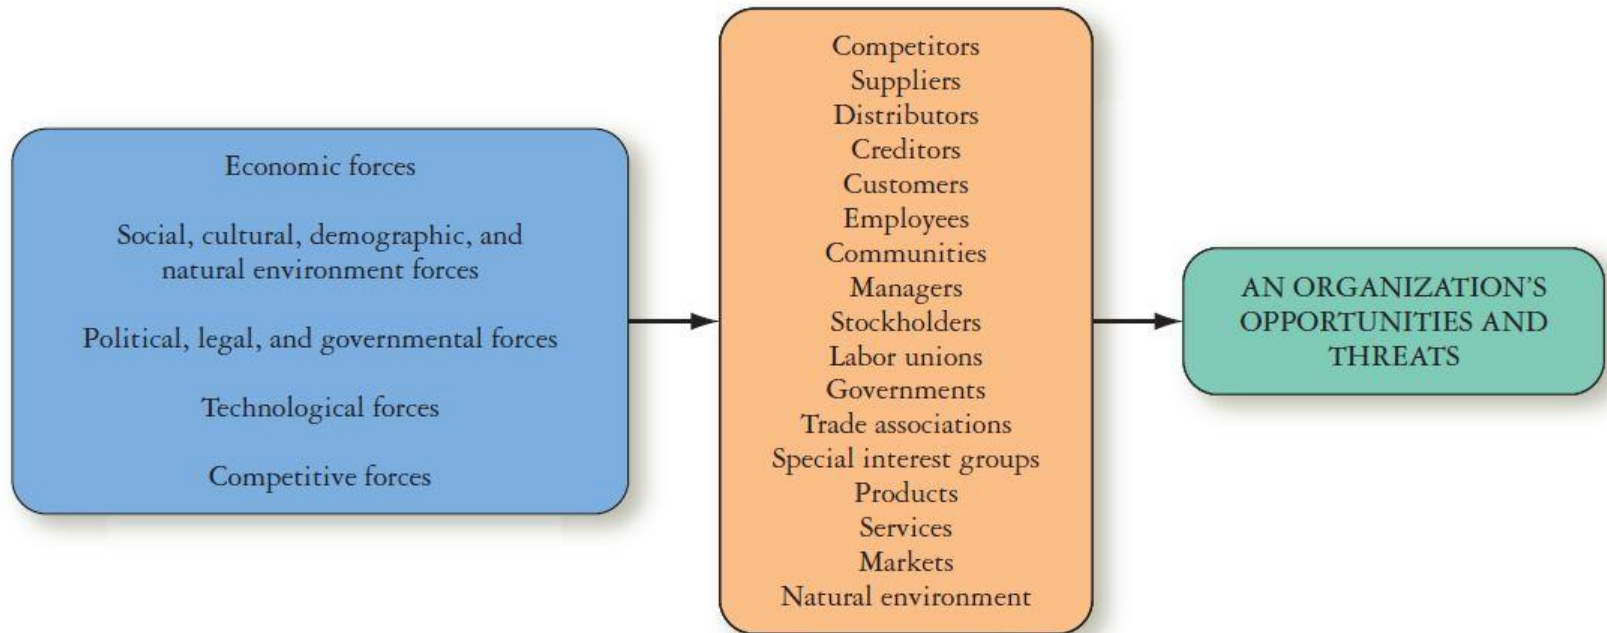 Economic forces
Social, cultural, demographic, and
natural environment forces
Political, legal, and governmental forces
Technological forces
Competitive forces
Competitors
Suppliers
Distributors
Creditors
Customers
Employees
Communities
Managers
Stockholders
Labor unions
Governments
Trade associations
Special interest groups
Products
Services
Markets
Natural environment
AN ORGANIZATION’S
OPPORTUNITIES AND
THREATS